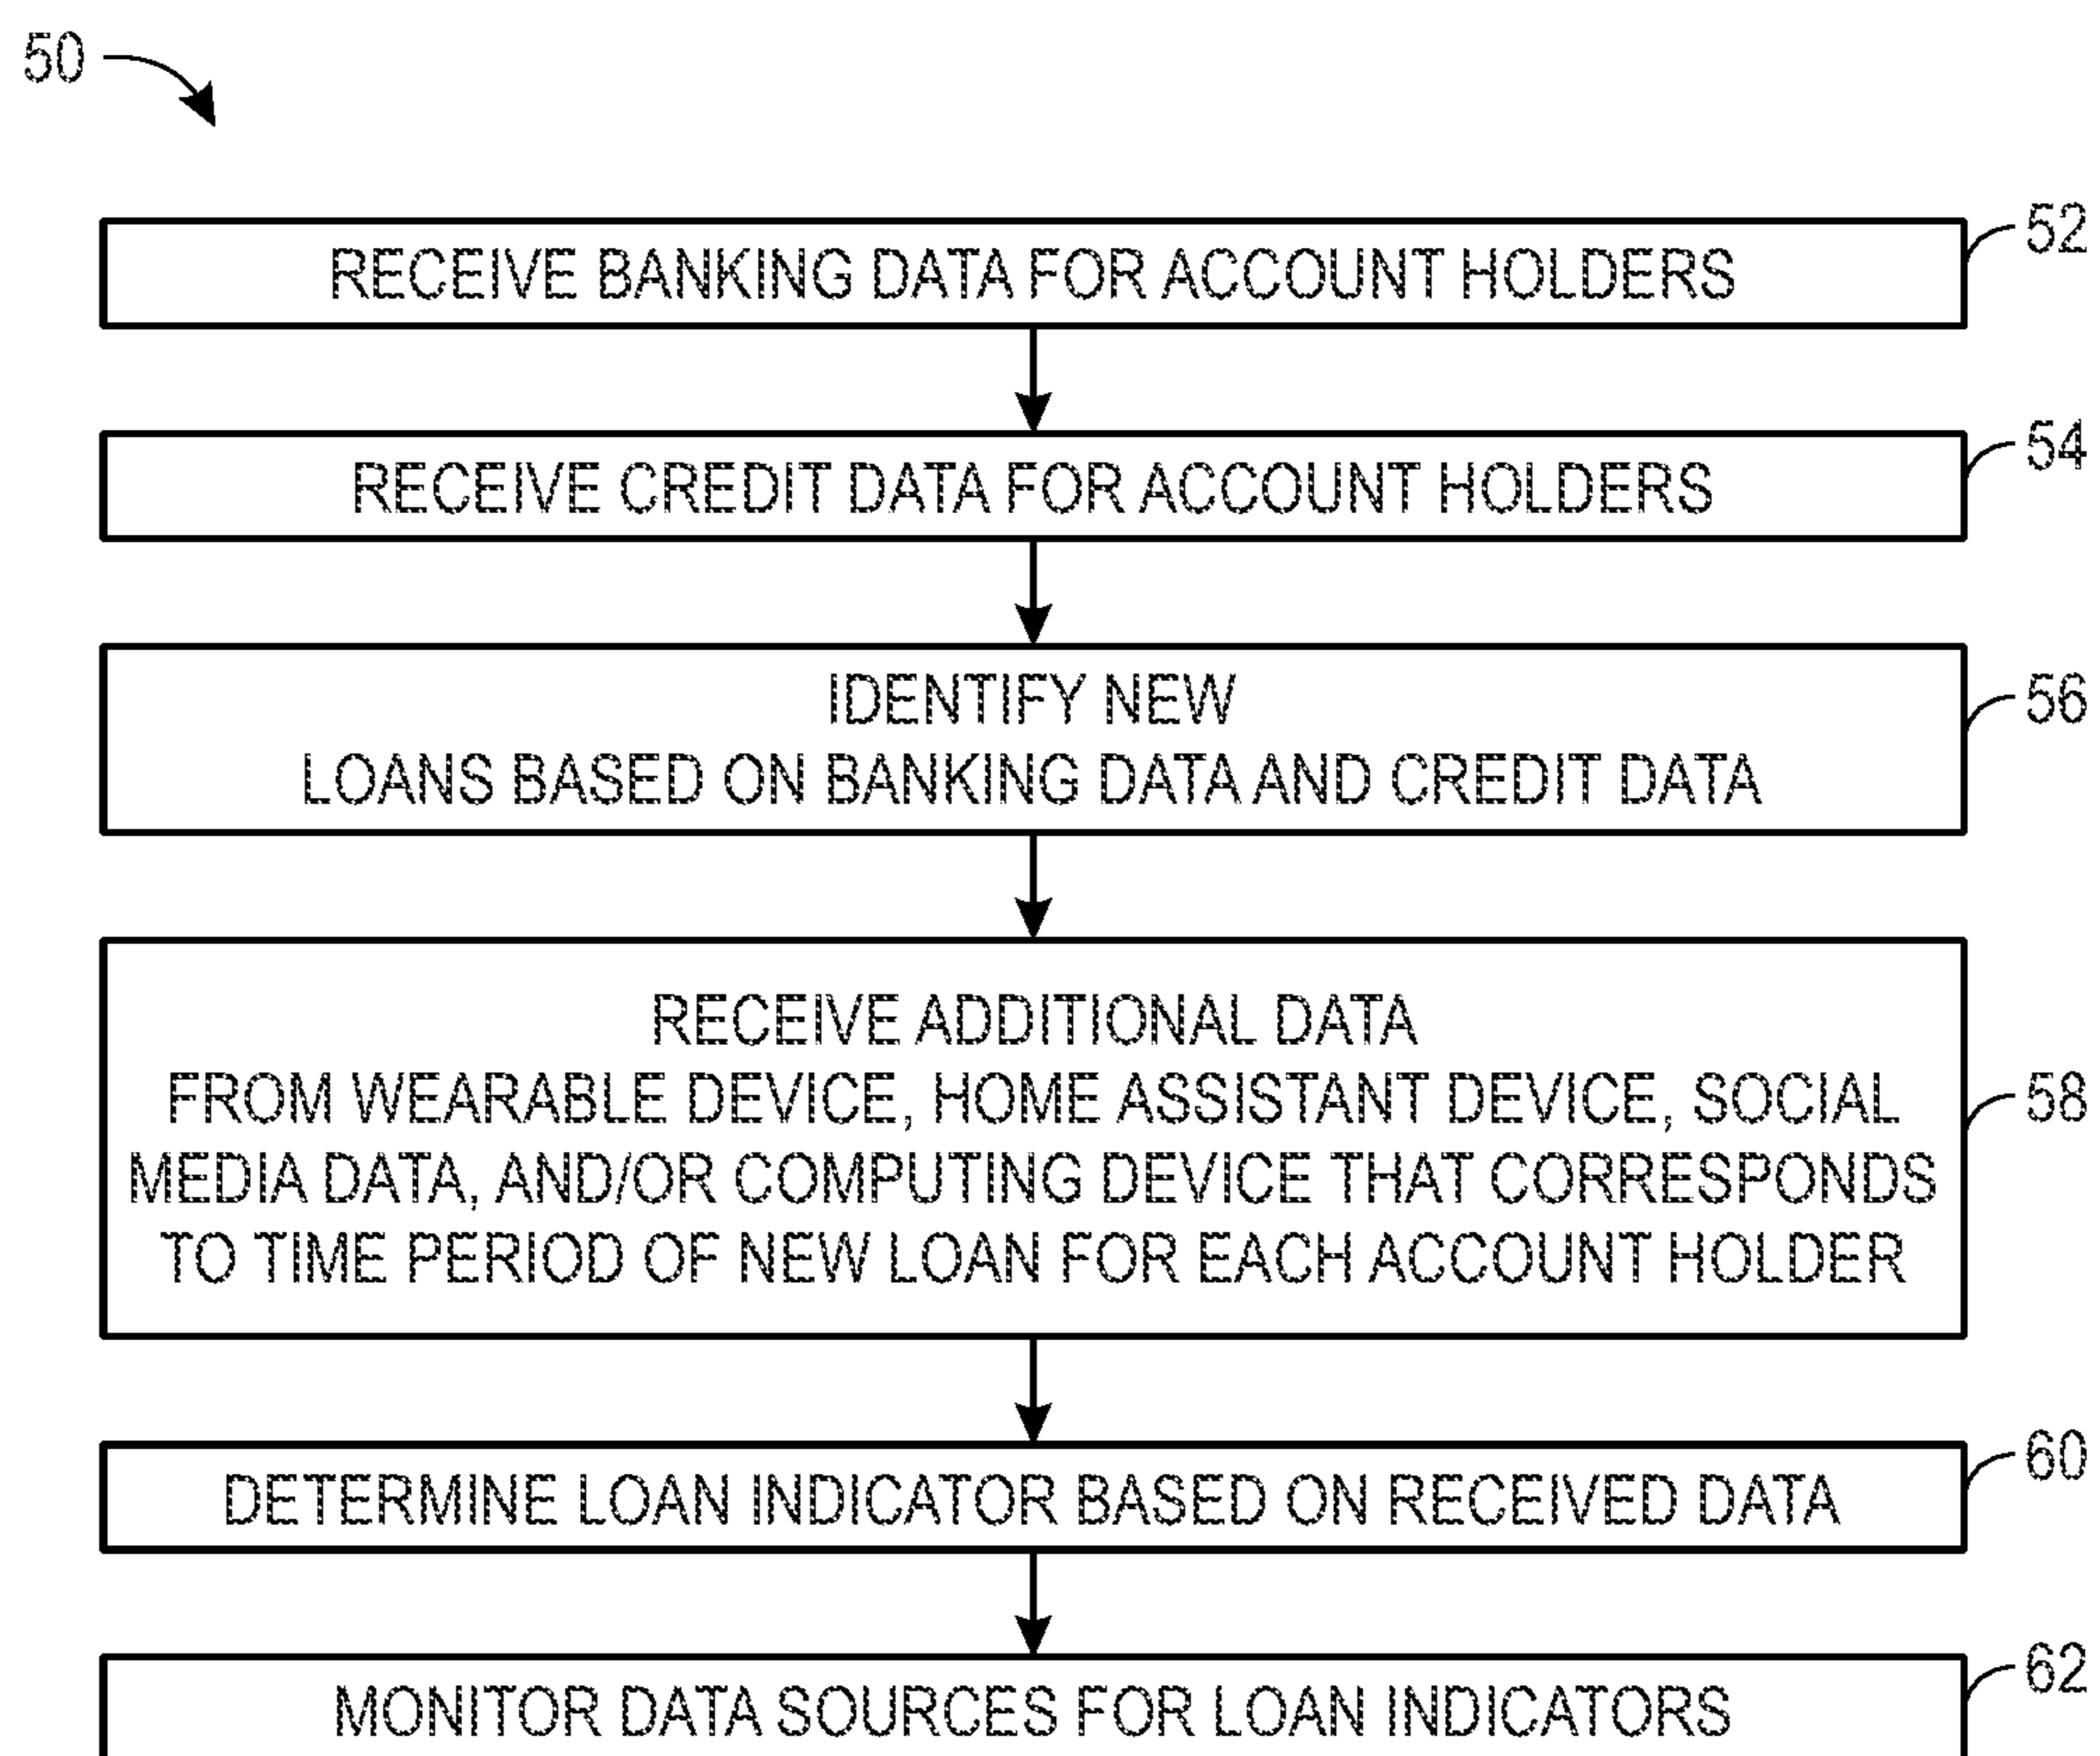 50
RECEIVE BANKING DATA FOR ACCOUNT HOLDERS
52
RECEIVE CREDIT DATA FOR ACCOUNT HOLDERS
54
IDENTIFY NEW
LOANS BASED ON BANKING DATA AND CREDIT DATA
56
RECEIVE ADDITIONAL DATA
FROM WEARABLE DEVICE, HOME ASSISTANT DEVICE, SOCIAL
MEDIA DATA, AND/OR COMPUTING DEVICE THAT CORRESPONDS
TO TIME PERIOD OF NEW LOAN FOR EACH ACCOUNT HOLDER
58
DETERMINE LOAN INDICATOR BASED ON RECEIVED DATA
60
MONITOR DATA SOURCES FOR LOAN INDICATORS
62